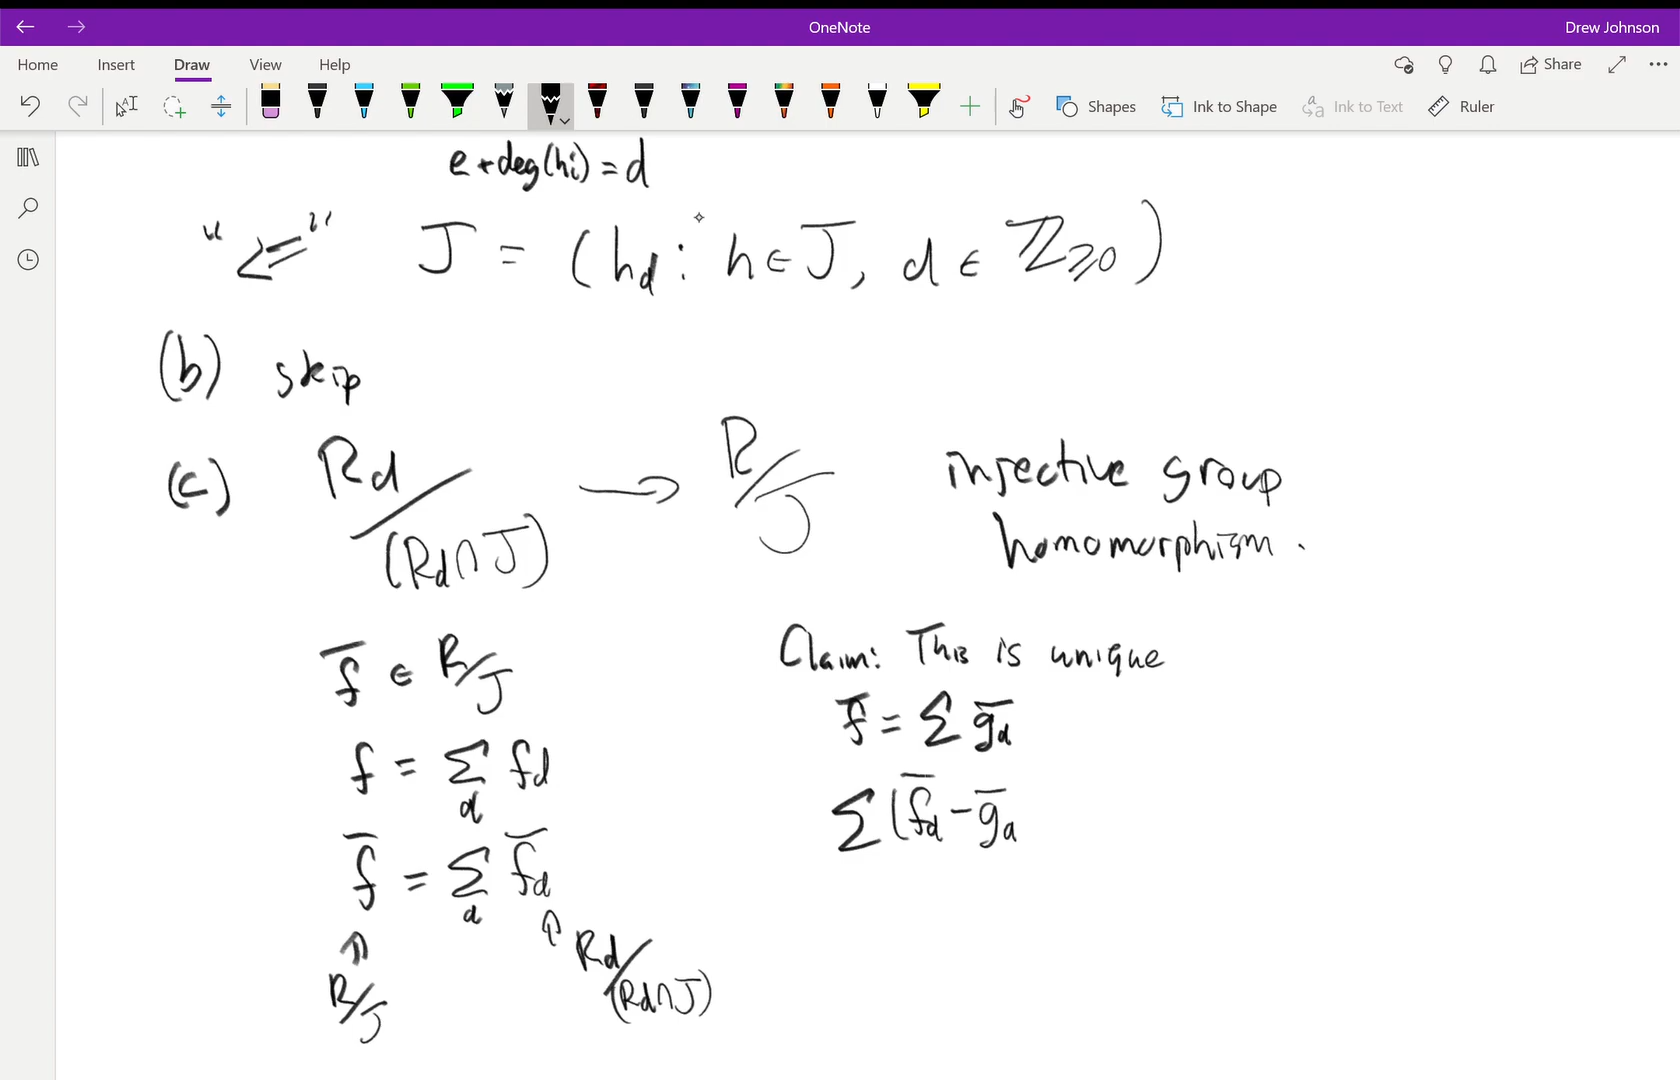 OneNote
Drew Johnson
Home Insert Draw View Help
Share
Shapes Ink to Shape Ink to Text Ruler
e + deg(hi) = d
"⇐" J = (h_d : h ∈ J, d ∈ ℤ≥0)
(b) skip
(c) R_d/(R_d ∩ J) → R/J injective group
homomorphism.
f̄ ∈ R/J
f = Σ_d f_d
f̄ = Σ_d f̄_d
↑ ↑ R_d/(R_d ∩ J)
R/J
Claim: This is unique
f̄ = Σ ḡ_d
Σ (f̄_d - ḡ_d